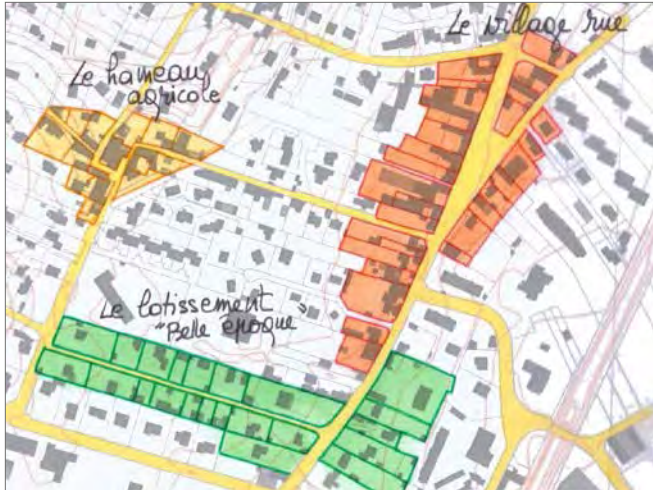 Le village rue
Le hameau
agricole
Le lotissement
"Belle époque"